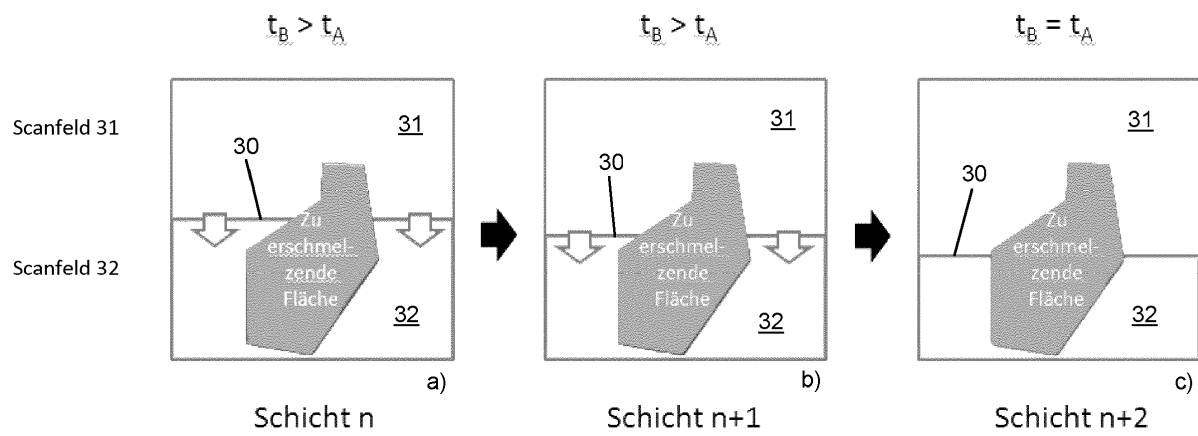 t_B > t_A
t_B > t_A
t_B = t_A
Scanfeld 31
Scanfeld 32
30
31
Zu
erschmel-
zende
Fläche
32
a)
30
31
Zu
erschmel-
zende
Fläche
32
b)
30
31
Zu
erschmel-
zende
Fläche
32
c)
Schicht n
Schicht n+1
Schicht n+2